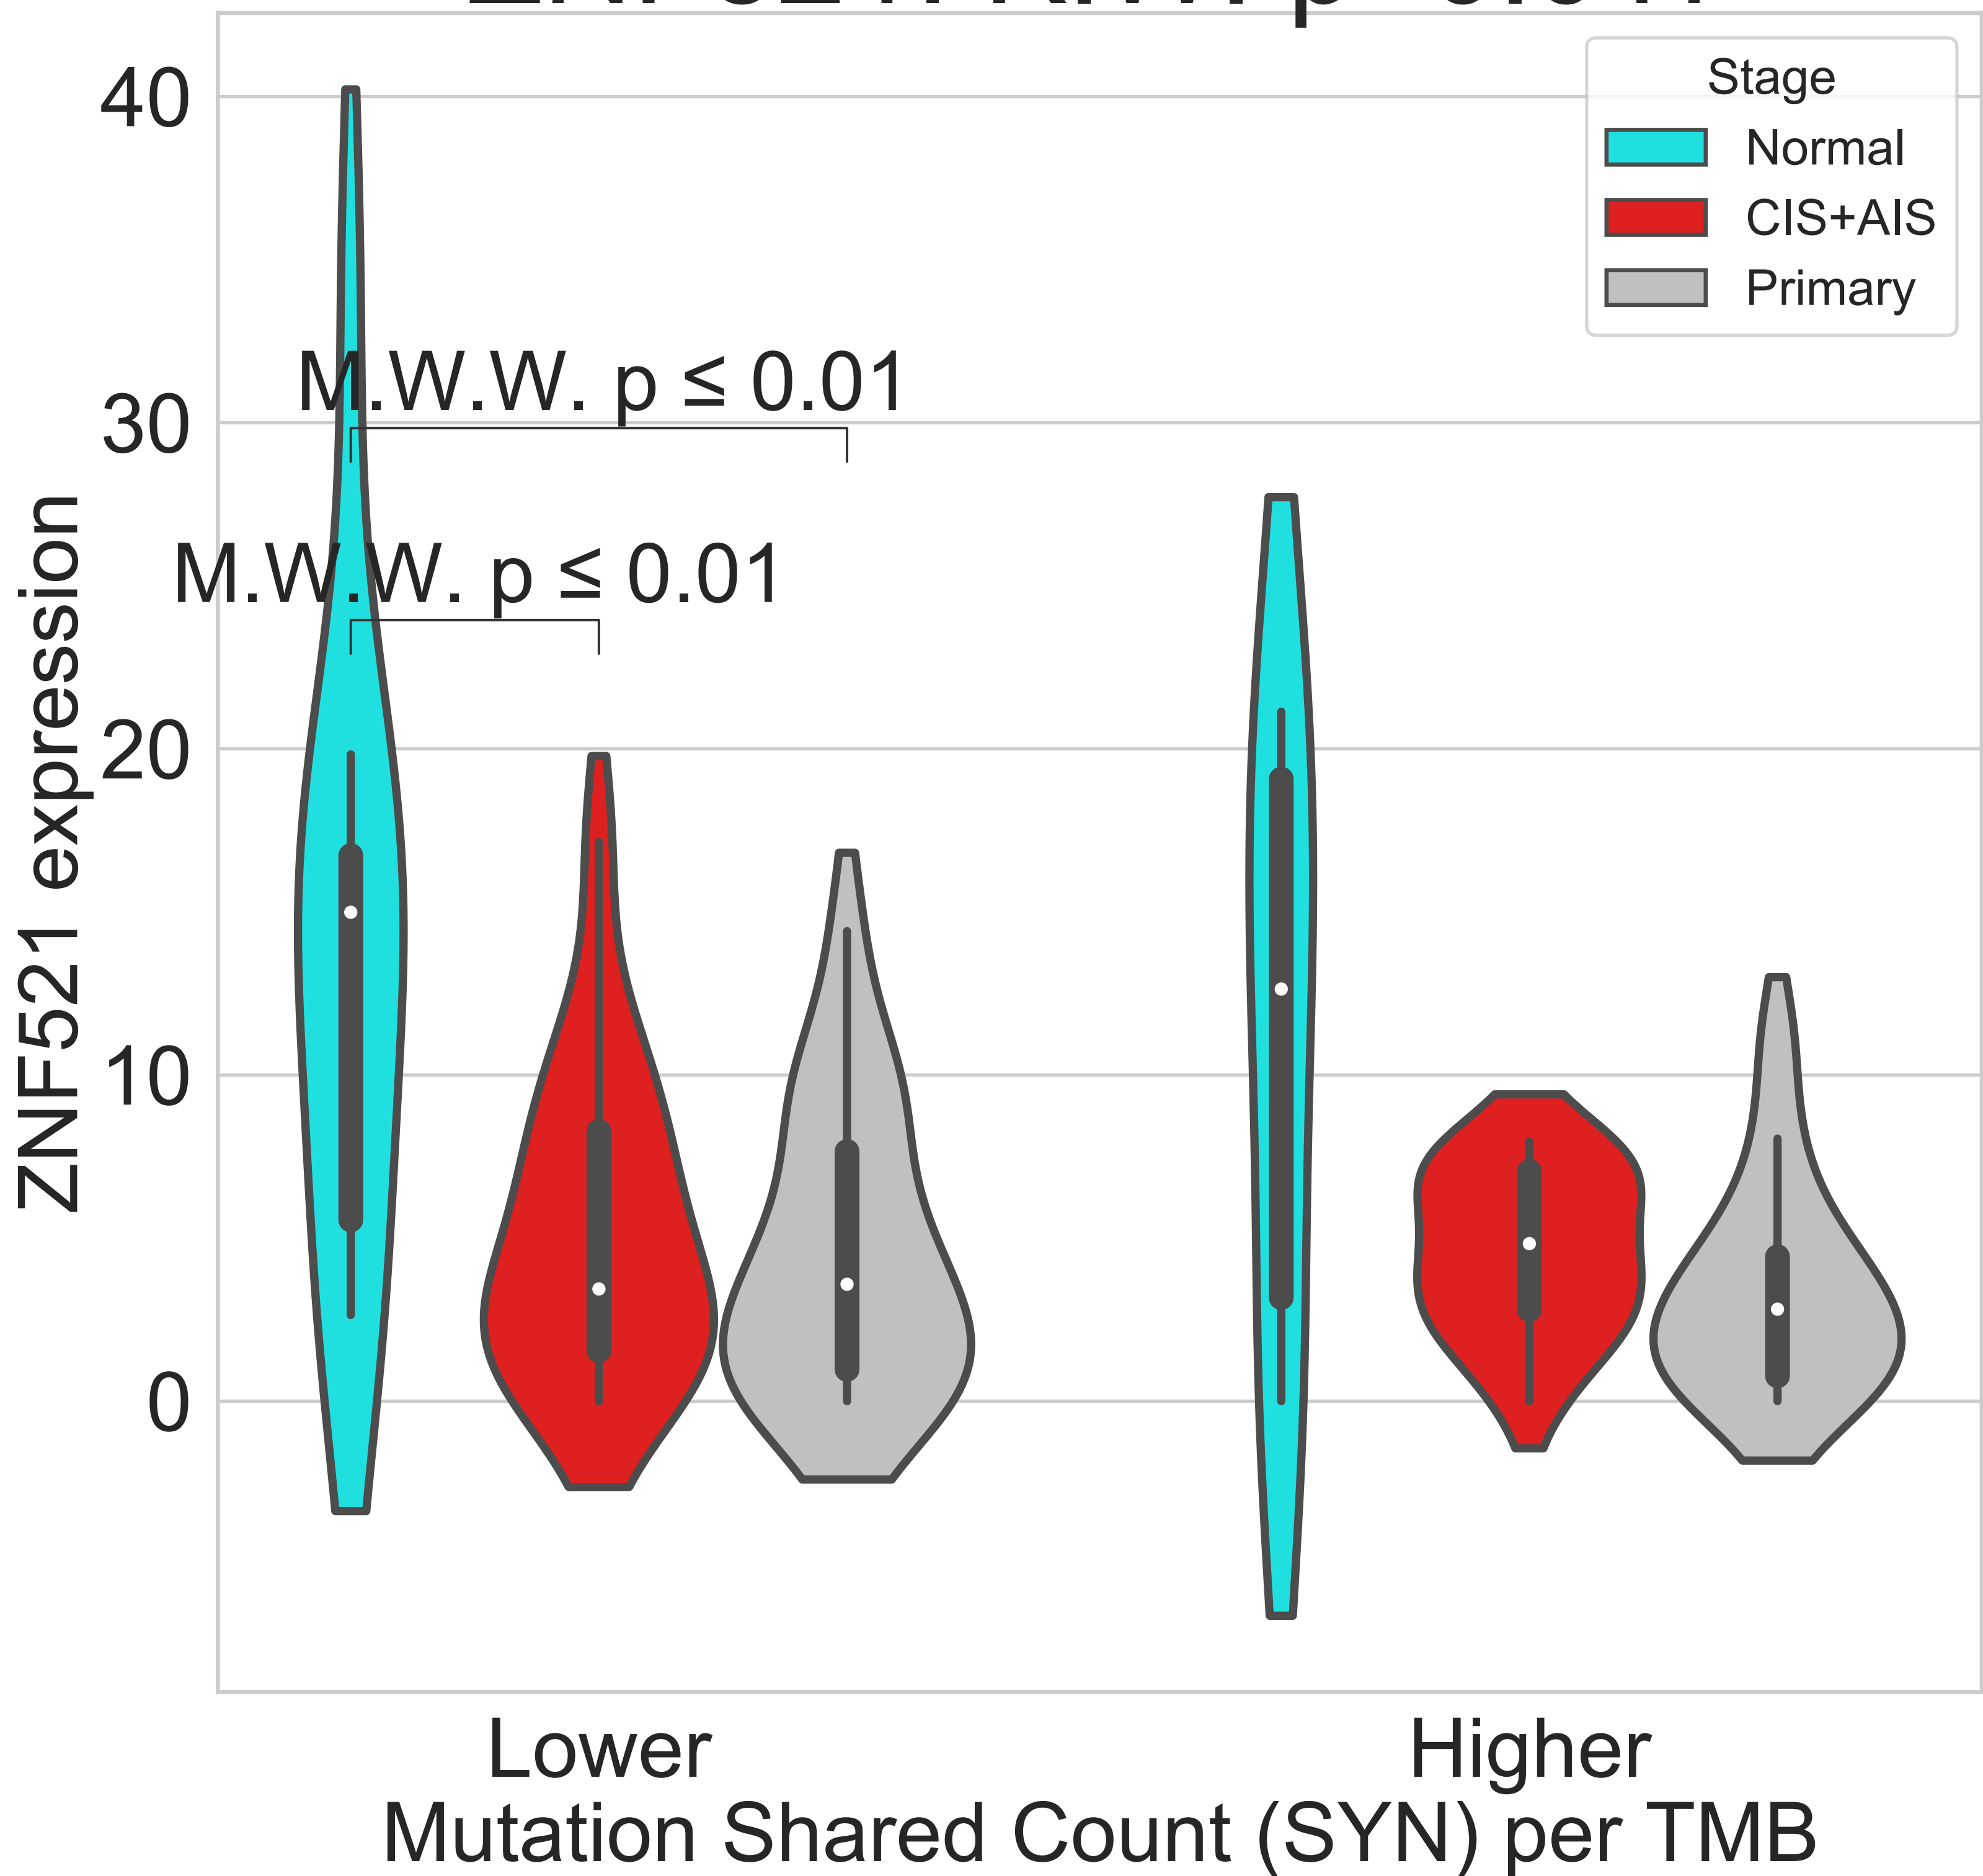 Stage
Normal
CIS+AIS
Primary
40
30
20
10
0
ZNF521 expression
M.W.W. p ≤ 0.01
M.W.W. p ≤ 0.01
Lower
Higher
Mutation Shared Count (SYN) per TMB